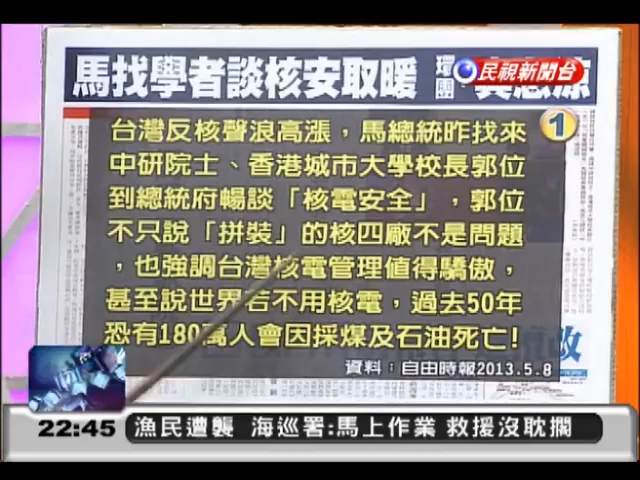 馬找學者談核安取暖
環團
民視新聞台
台灣反核聲浪高漲，馬總統昨找來
1
中研院士、香港城市大學校長郭位
到總統府暢談「核電安全」，郭位
不只說「拼裝」的核四廠不是問題
，也強調台灣核電管理值得驕傲，
甚至說世界若不用核電，過去50年
恐有180萬人會因採煤及石油死亡!
資料：自由時報2013.5.8
22:45
漁民遭襲 海巡署:馬上作業 救援沒耽擱